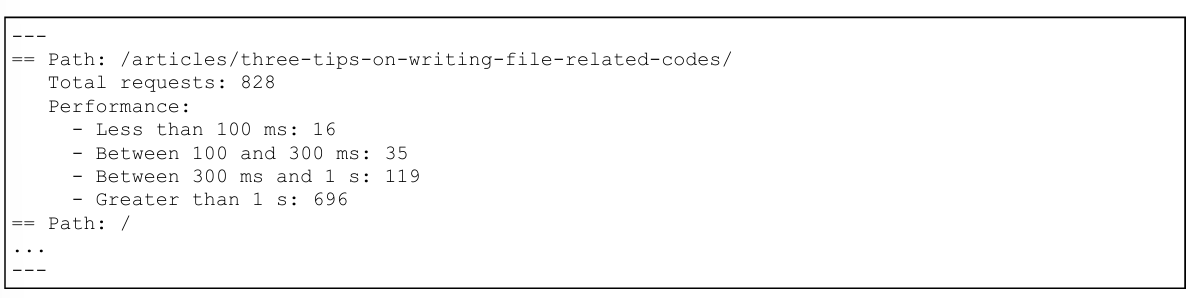 ---
== Path: /articles/three-tips-on-writing-file-related-codes/
   Total requests: 828
   Performance:
     - Less than 100 ms: 16
     - Between 100 and 300 ms: 35
     - Between 300 ms and 1 s: 119
     - Greater than 1 s: 696
== Path: /
...
---